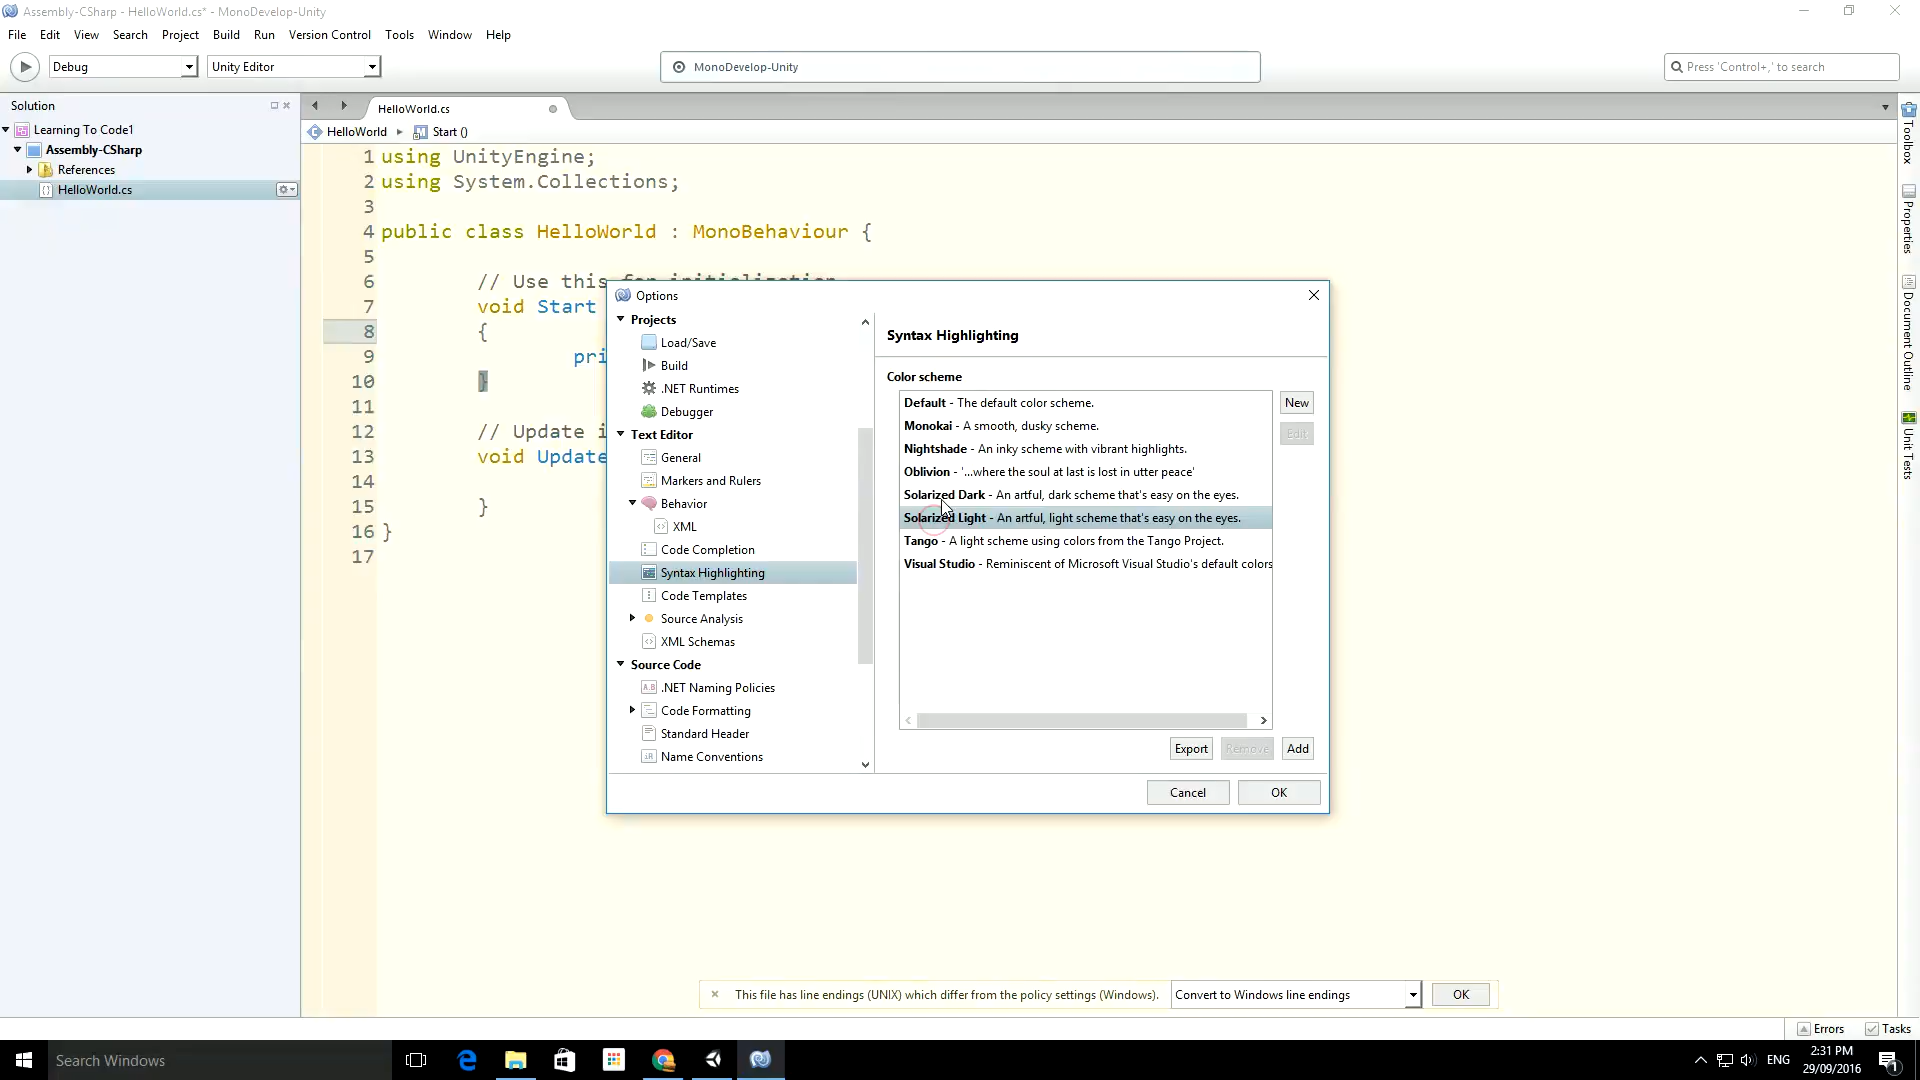 Assembly-CSharp - HelloWorld.cs* - MonoDevelop-Unity
File Edit View Search Project Build Run Version Control Tools Window Help
Debug Unity Editor MonoDevelop-Unity Press 'Control+,' to search
Solution
Learning To Code1
Assembly-CSharp
References
HelloWorld.cs
HelloWorld.cs
HelloWorld Start ()
1 using UnityEngine;
2 using System.Collections;
3
4 public class HelloWorld : MonoBehaviour {
5
6 // Use this for initialization
7 void Start
8 {
9 pri
10 }
11
12 // Update i
13 void Update
14
15 }
16 }
17
Options
Projects
Load/Save
Build
.NET Runtimes
Debugger
Text Editor
General
Markers and Rulers
Behavior
XML
Code Completion
Syntax Highlighting
Code Templates
Source Analysis
XML Schemas
Source Code
.NET Naming Policies
Code Formatting
Standard Header
Name Conventions
Syntax Highlighting
Color scheme
Default - The default color scheme.
Monokai - A smooth, dusky scheme.
Nightshade - An inky scheme with vibrant highlights.
Oblivion - '...where the soul at last is lost in utter peace'
Solarized Dark - An artful, dark scheme that's easy on the eyes.
Solarized Light - An artful, light scheme that's easy on the eyes.
Tango - A light scheme using colors from the Tango Project.
Visual Studio - Reminiscent of Microsoft Visual Studio's default colors
New
Edit
Export Remove Add
Cancel OK
Toolbox
Properties
Document Outline
Unit Tests
This file has line endings (UNIX) which differ from the policy settings (Windows). Convert to Windows line endings OK
Errors Tasks
Search Windows
ENG
2:31 PM
29/09/2016
1